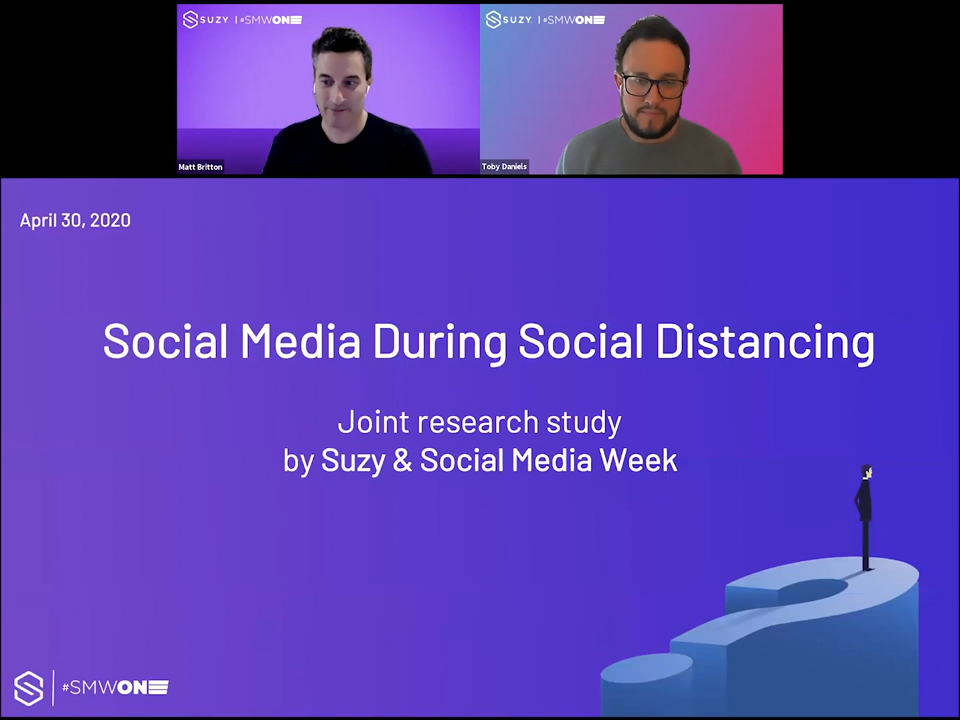 SUZY | #SMWONE
SUZY | #SMWONE
Matt Britton
Toby Daniels
April 30, 2020
Social Media During Social Distancing
Joint research study
by Suzy & Social Media Week
#SMWONE